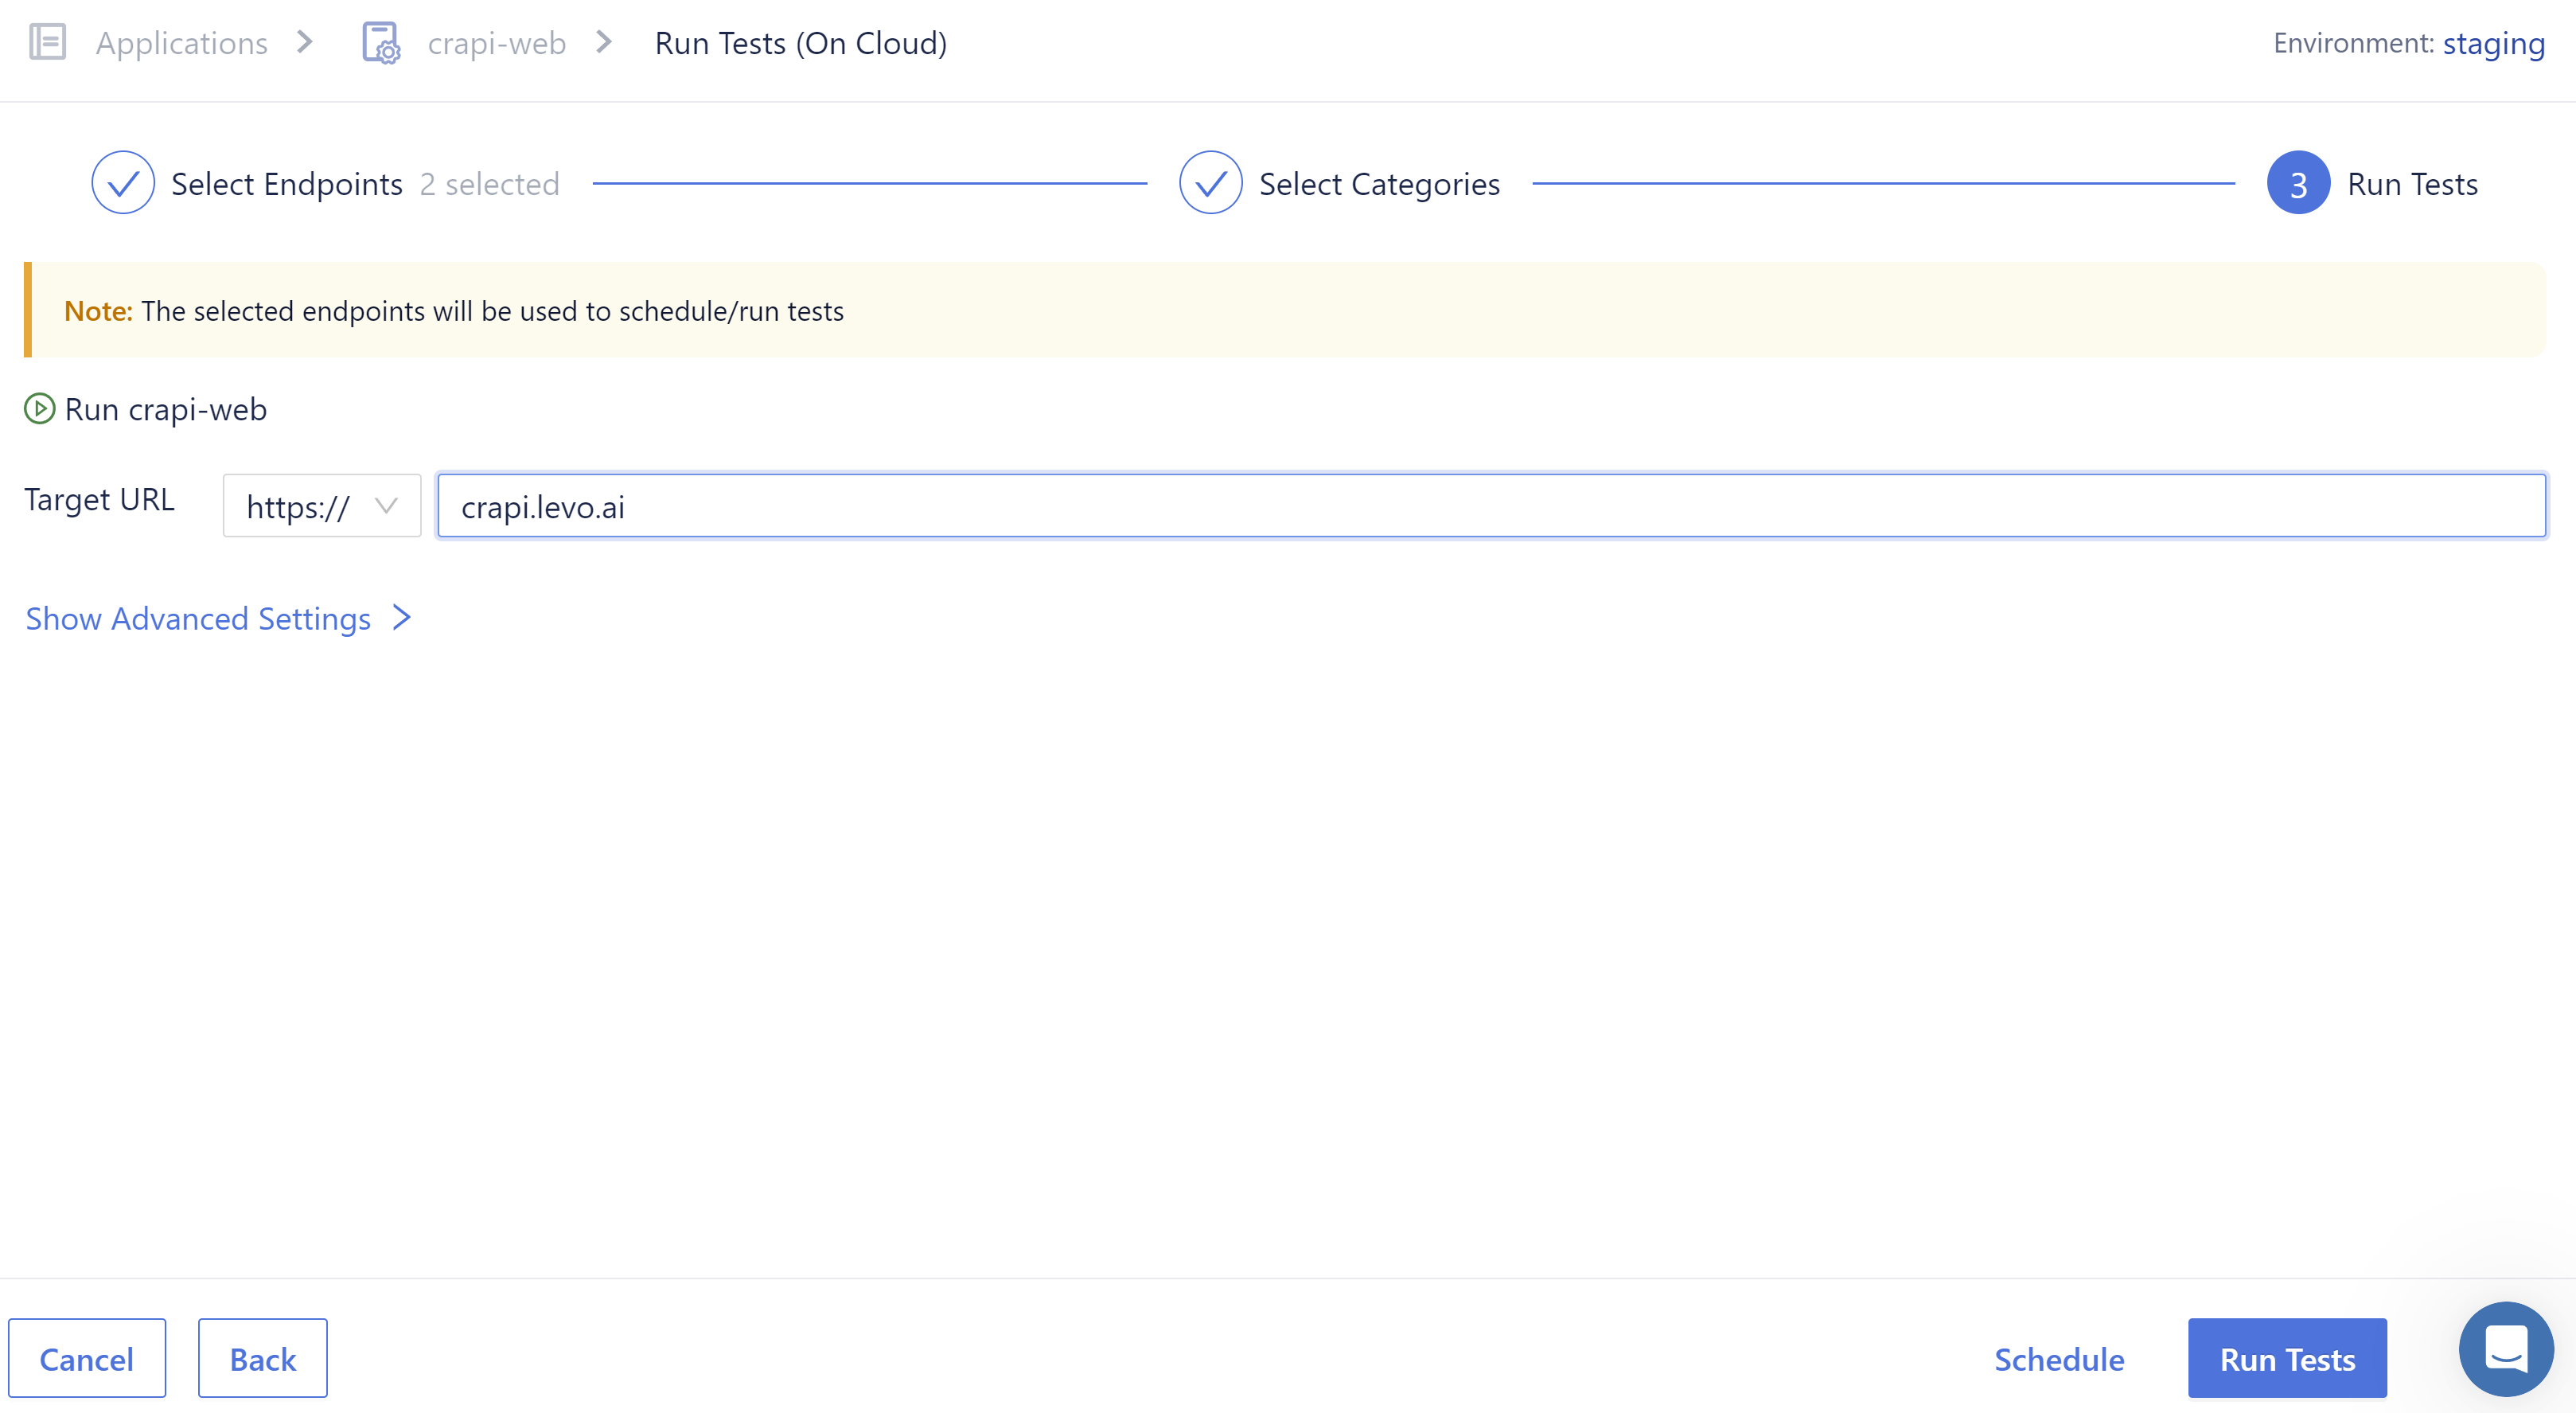 Applications
crapi-web
Run Tests (On Cloud)
Environment: staging
Select Endpoints 2 selected
Select Categories
3 Run Tests
Note: The selected endpoints will be used to schedule/run tests
Run crapi-web
Target URL
https://
crapi.levo.ai
Show Advanced Settings
Cancel
Back
Schedule
Run Tests